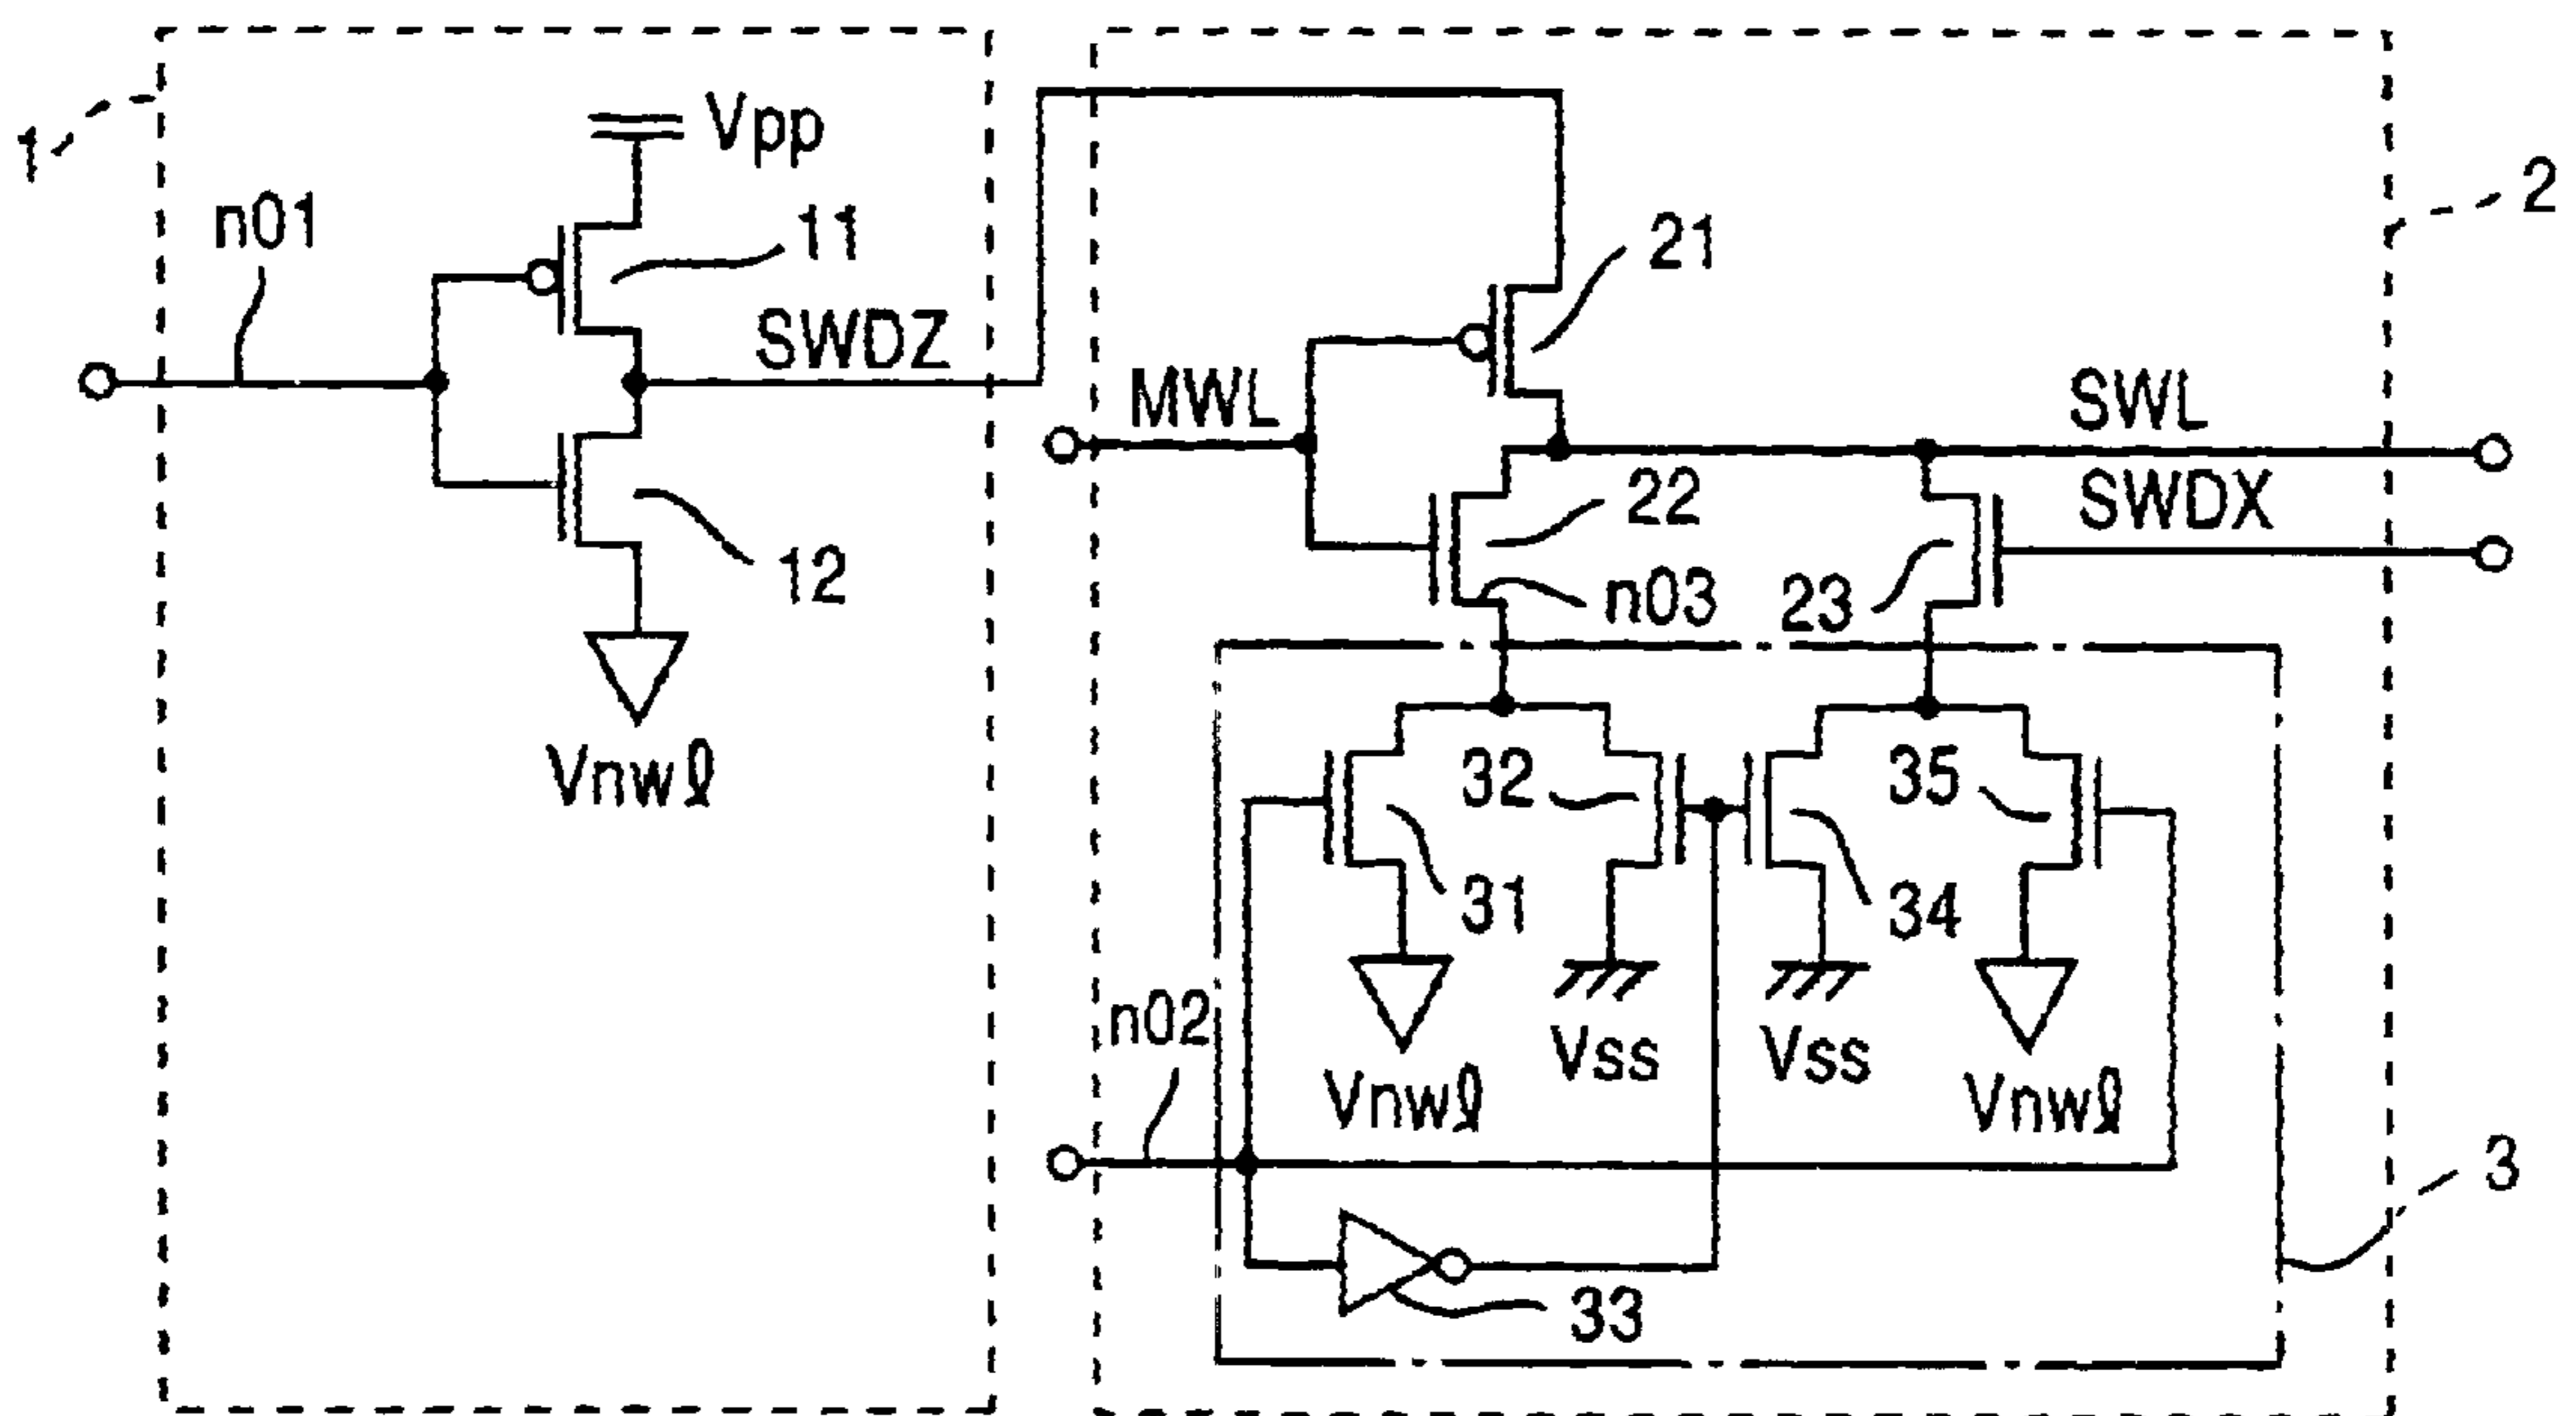 1
Vpp
n01
11
SWDZ
12
Vnwℓ
2
21
MWL
SWL
22
SWDX
n03
23
32
35
31
34
n02
Vss
Vss
Vnwℓ
Vnwℓ
3
33